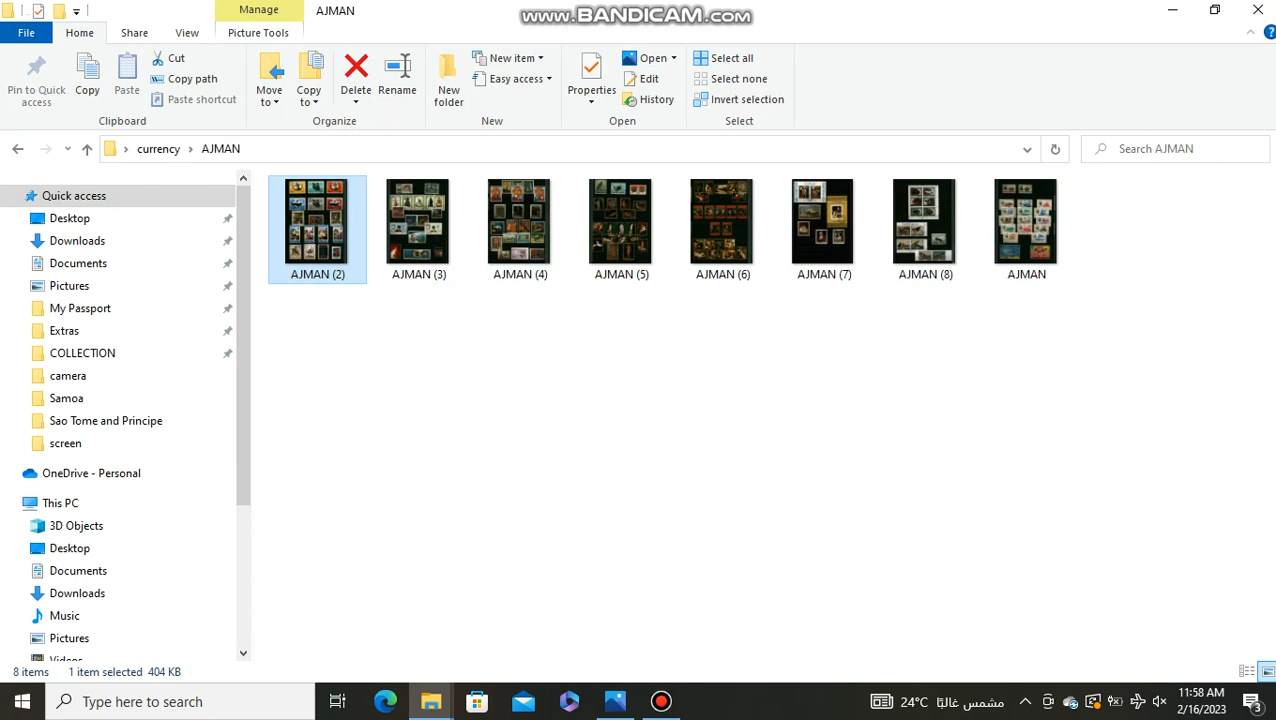 Manage
AJMAN
www.BANDICAM.com
File
Home
Share
View
Picture Tools
Pin to Quick access
Copy
Paste
Cut
Copy path
Paste shortcut
Move to
Copy to
Delete
Rename
New folder
New item
Easy access
Properties
Open
Edit
History
Select all
Select none
Invert selection
Clipboard
Organize
New
Open
Select
currency > AJMAN
Search AJMAN
Quick access
Desktop
Downloads
Documents
Pictures
My Passport
Extras
COLLECTION
camera
Samoa
Sao Tome and Principe
screen
OneDrive - Personal
This PC
3D Objects
Desktop
Documents
Downloads
Music
Pictures
Videos
AJMAN (2)
AJMAN (3)
AJMAN (4)
AJMAN (5)
AJMAN (6)
AJMAN (7)
AJMAN (8)
AJMAN
8 items
1 item selected 404 KB
Type here to search
24°C
مشمس غالبًا
11:58 AM
2/16/2023
3